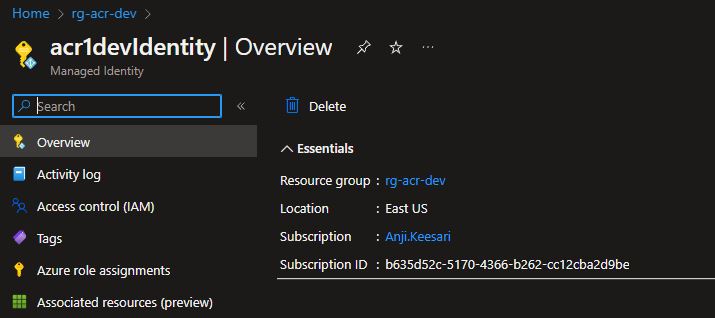 Home > rg-acr-dev >
acr1devIdentity | Overview ...
Managed Identity
Search «
Delete
Overview
Activity log
Access control (IAM)
Tags
Azure role assignments
Associated resources (preview)
Essentials
Resource group : rg-acr-dev
Location : East US
Subscription : Anji.Keesari
Subscription ID : b635d52c-5170-4366-b262-cc12cba2d9be